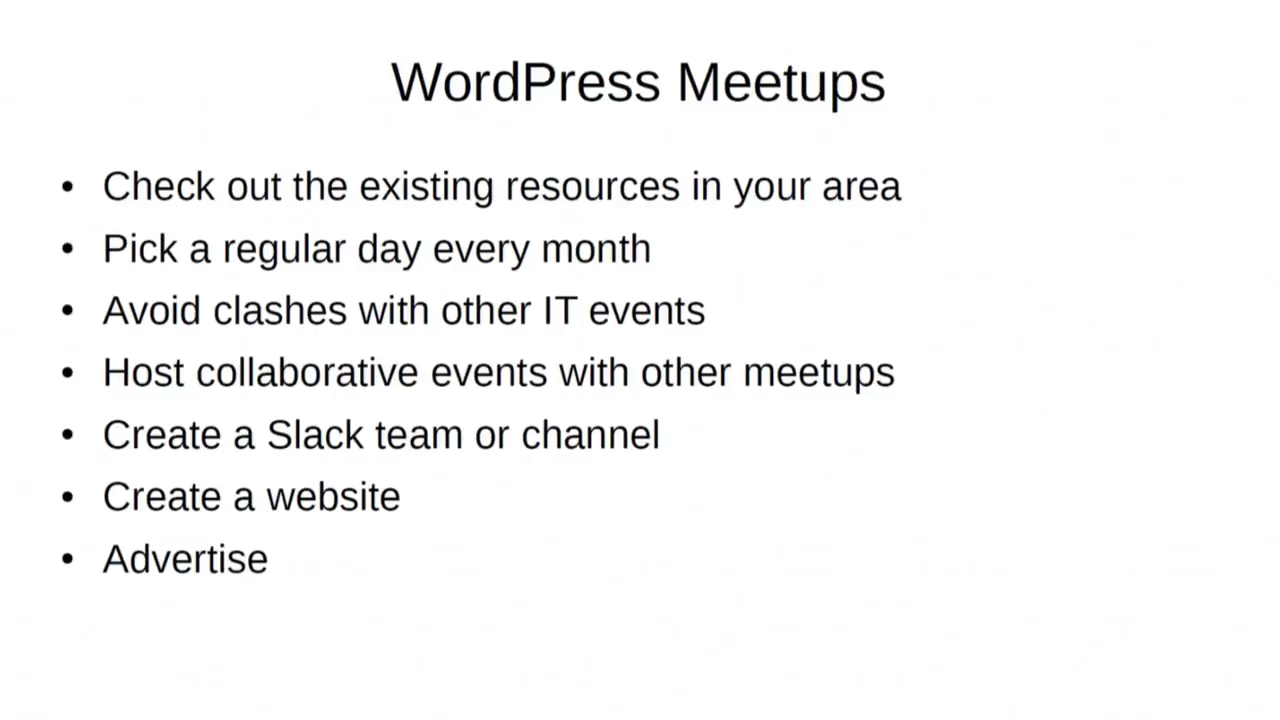 WordPress Meetups
• Check out the existing resources in your area
• Pick a regular day every month
• Avoid clashes with other IT events
• Host collaborative events with other meetups
• Create a Slack team or channel
• Create a website
• Advertise